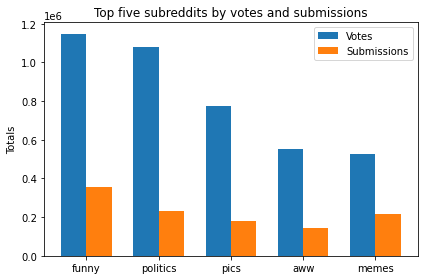 Top five subreddits by votes and submissions
1e6
1.2
1.0
0.8
0.6
0.4
0.2
0.0
Totals
Votes
Submissions
funny
politics
pics
aww
memes